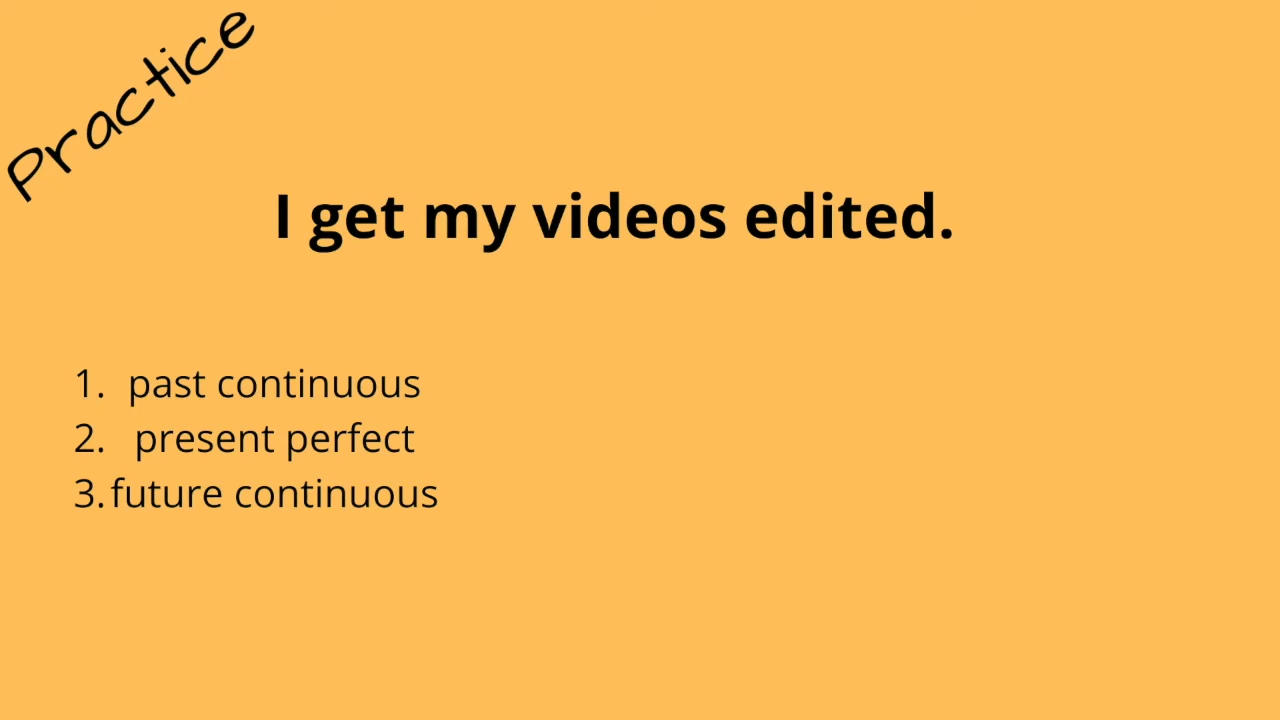 Practice
I get my videos edited.
1. past continuous
2. present perfect
3. future continuous